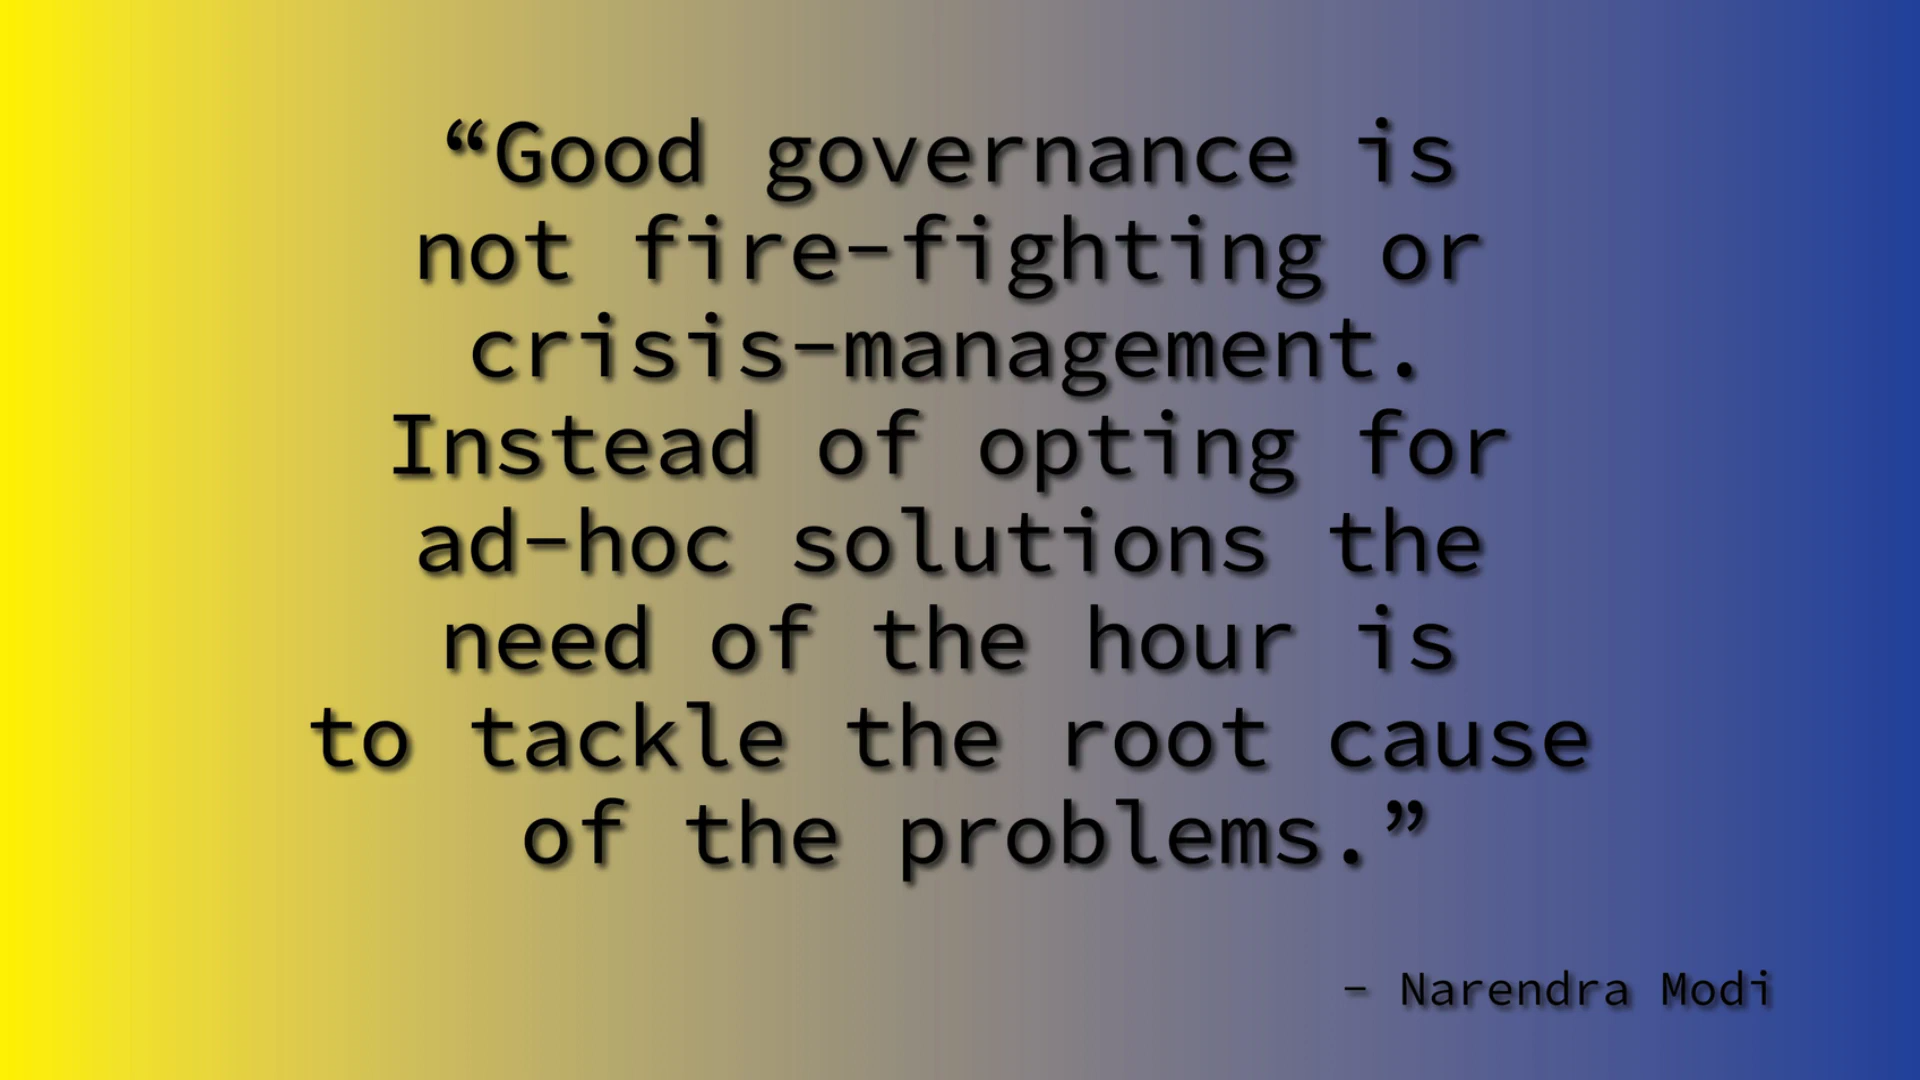 “Good governance is
not fire-fighting or
crisis-management.
Instead of opting for
ad-hoc solutions the
need of the hour is
to tackle the root cause
of the problems.”
- Narendra Modi